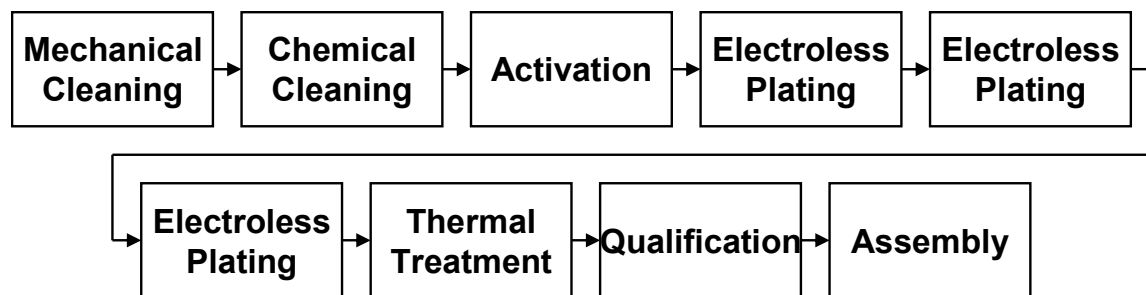 Mechanical
Cleaning
Chemical
Cleaning
Activation
Electroless
Plating
Electroless
Plating
Electroless
Plating
Thermal
Treatment
Qualification
Assembly